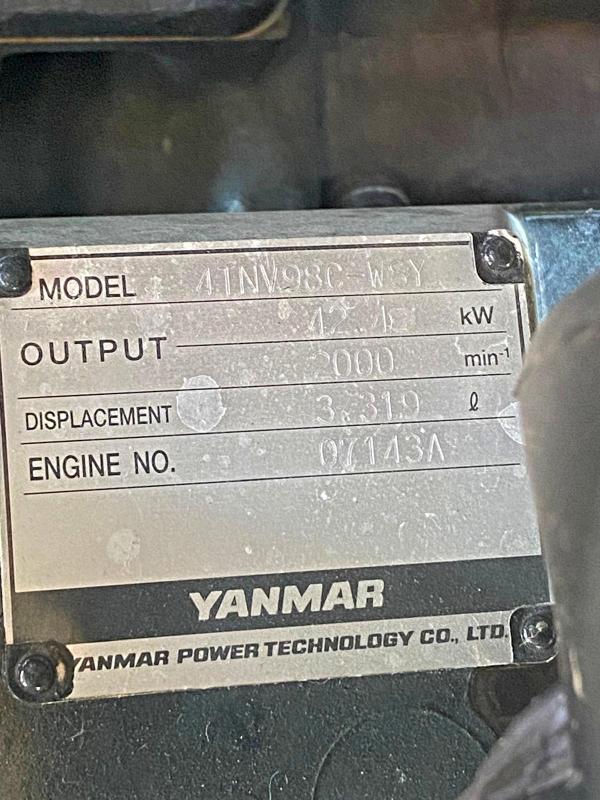 MODEL 4TNV98C-WSY
42.4 kW
OUTPUT
2000 min-1
DISPLACEMENT 3.319 ℓ
ENGINE NO. 07143A
YANMAR
YANMAR POWER TECHNOLOGY CO., LTD.